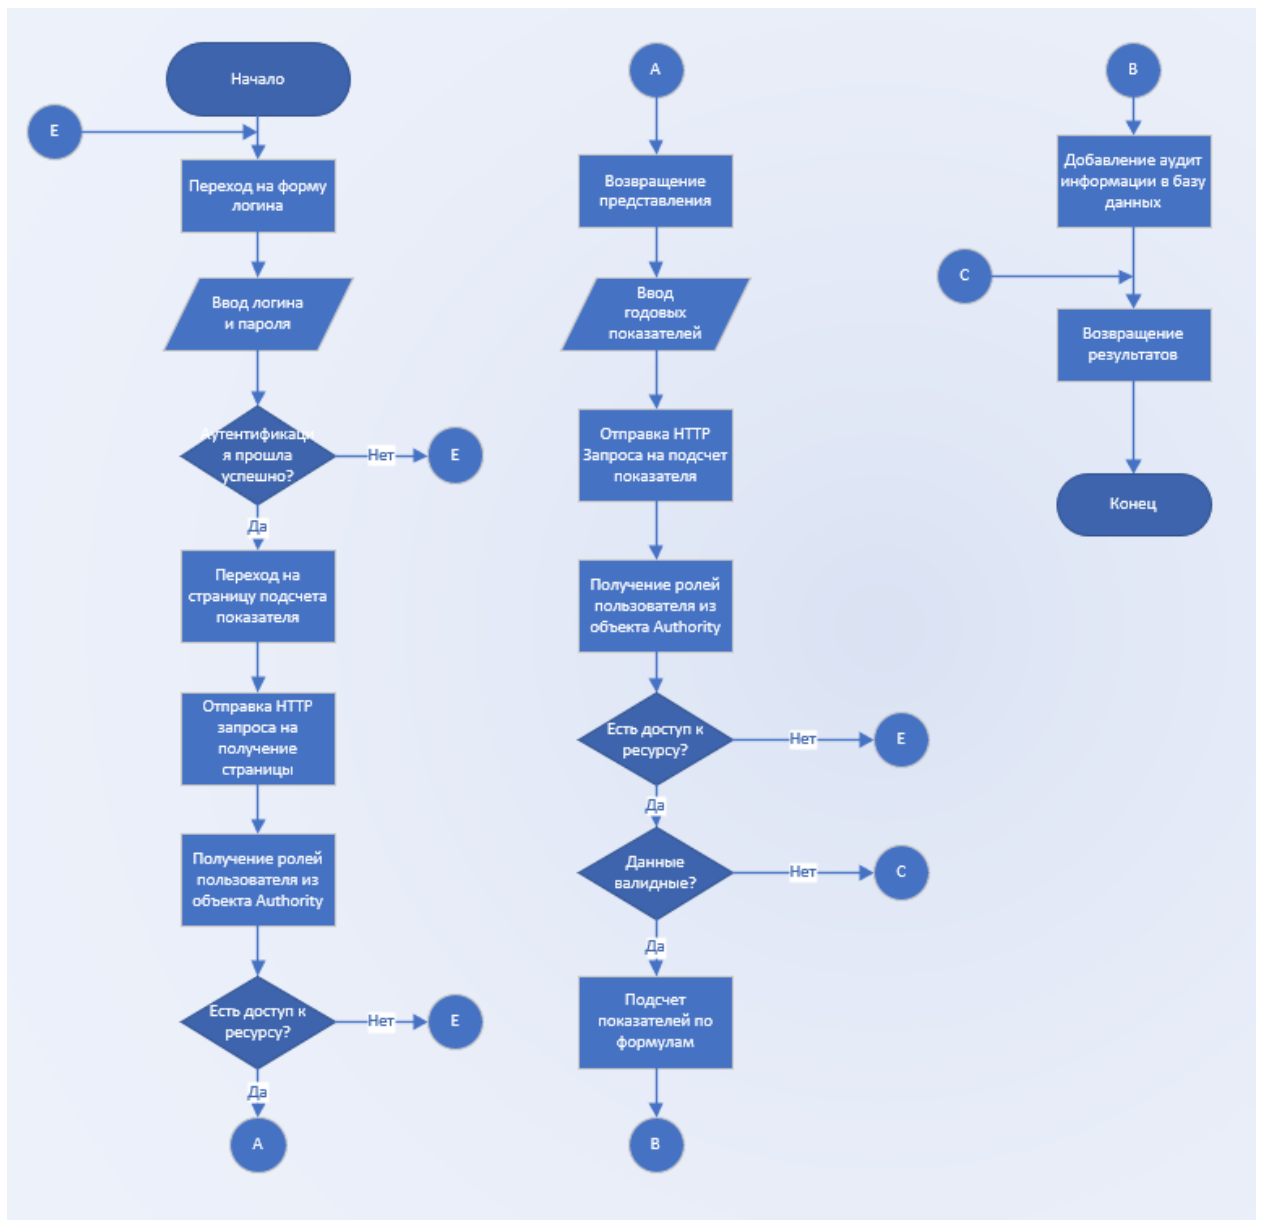 Начало
E
Переход на форму
логина
Ввод логина
и пароля
Аутентификаци
я прошла
успешно?
Нет
E
Да
Переход на
страницу подсчета
показателя
Отправка HTTP
запроса на
получение
страницы
Получение ролей
пользователя из
объекта Authority
Есть доступ к
ресурсу?
Нет
E
Да
A
A
Возвращение
представления
Ввод
годовых
показателей
Отправка HTTP
Запроса на подсчет
показателя
Получение ролей
пользователя из
объекта Authority
Есть доступ к
ресурсу?
Нет
E
Да
Данные
валидные?
Нет
C
Да
Подсчет
показателей по
формулам
B
B
Добавление аудит
информации в базу
данных
C
Возвращение
результатов
Конец